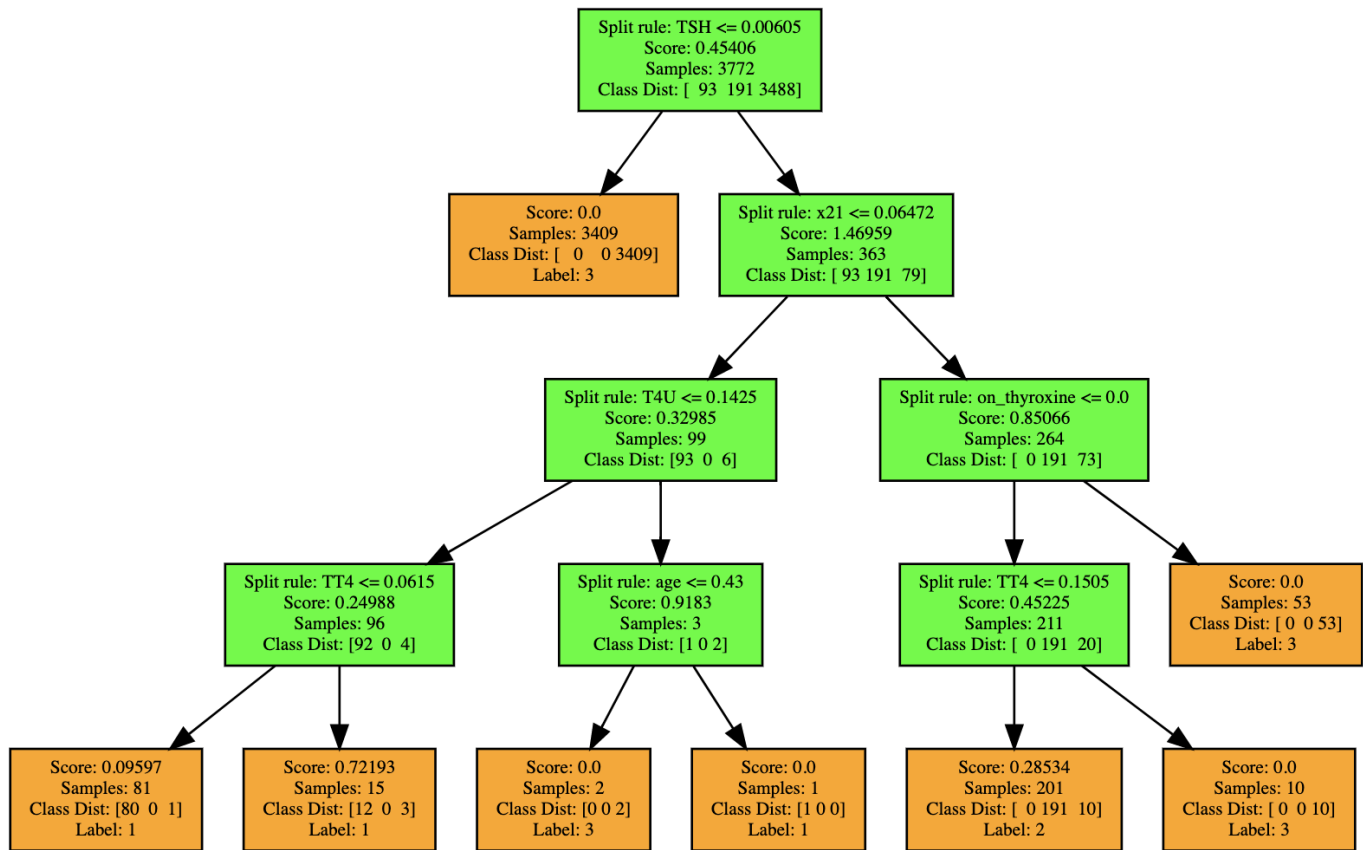 Split rule: TSH <= 0.00605
Score: 0.45406
Samples: 3772
Class Dist: [  93  191 3488]
Score: 0.0
Samples: 3409
Class Dist: [   0    0 3409]
Label: 3
Split rule: x21 <= 0.06472
Score: 1.46959
Samples: 363
Class Dist: [ 93 191  79]
Split rule: T4U <= 0.1425
Score: 0.32985
Samples: 99
Class Dist: [93  0  6]
Split rule: on_thyroxine <= 0.0
Score: 0.85066
Samples: 264
Class Dist: [  0 191  73]
Split rule: TT4 <= 0.0615
Score: 0.24988
Samples: 96
Class Dist: [92  0  4]
Split rule: age <= 0.43
Score: 0.9183
Samples: 3
Class Dist: [1 0 2]
Split rule: TT4 <= 0.1505
Score: 0.45225
Samples: 211
Class Dist: [  0 191  20]
Score: 0.0
Samples: 53
Class Dist: [ 0  0 53]
Label: 3
Score: 0.09597
Samples: 81
Class Dist: [80  0  1]
Label: 1
Score: 0.72193
Samples: 15
Class Dist: [12  0  3]
Label: 1
Score: 0.0
Samples: 2
Class Dist: [0 0 2]
Label: 3
Score: 0.0
Samples: 1
Class Dist: [1 0 0]
Label: 1
Score: 0.28534
Samples: 201
Class Dist: [  0 191  10]
Label: 2
Score: 0.0
Samples: 10
Class Dist: [ 0  0 10]
Label: 3